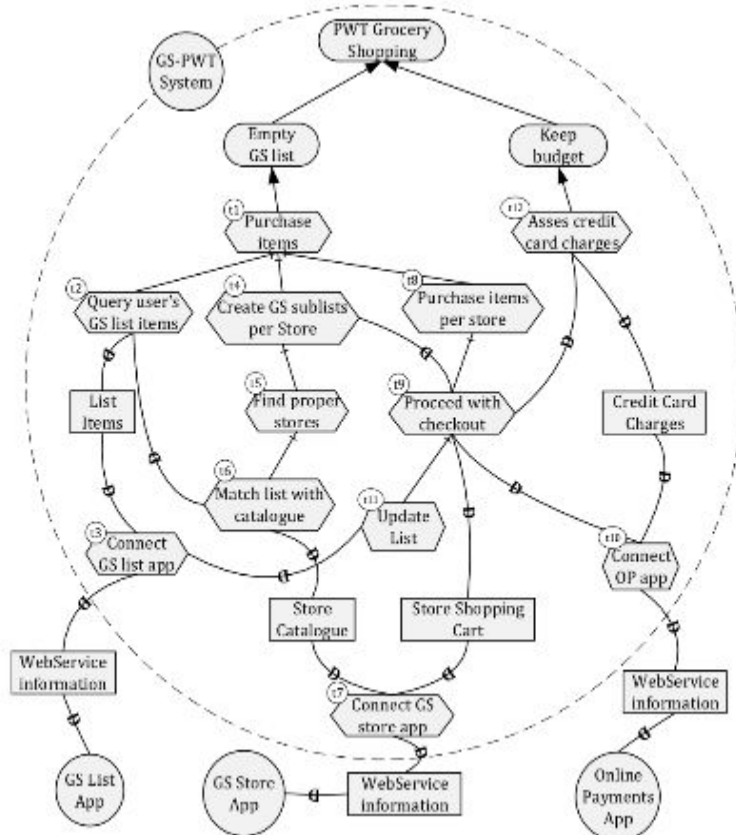 PWT Grocery
Shopping
GS-PWT
System
Empty
GS list
Keep
budget
t1
Purchase
items
t12
Asses credit
card charges
t2
Query user's
GS list items
t4
Create GS sublists
per Store
t8
Purchase items
per store
List
Items
t5
Find proper
stores
t9
Proceed with
checkout
Credit Card
Charges
t6
Match list with
catalogue
t11
Update
List
t3
Connect
GS list app
t10
Connect
OP app
Store
Catalogue
Store Shopping
Cart
WebService
information
t7
Connect GS
store app
WebService
information
GS List
App
GS Store
App
WebService
information
Online
Payments
App